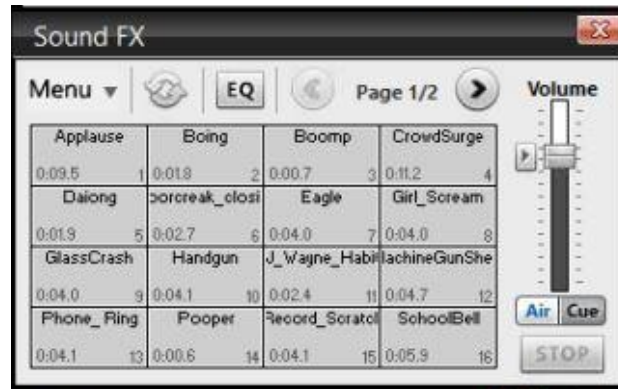 Sound FX
Menu EQ Page 1/2 Volume
Applause Boing Boomp CrowdSurge
0:09.5 1 0:01.8 2 0:00.7 3 0:11.2 4
Daiong oorcreak_closi Eagle Girl_Scream
0:01.9 5 0:02.7 6 0:04.0 7 0:04.0 8
GlassCrash Handgun J_Wayne_Habi lachineGunShe
0:04.0 9 0:04.1 10 0:02.4 11 0:04.7 12
Phone_Ring Pooper Record_Scratcl SchoolBell
0:04.1 13 0:00.6 14 0:04.1 15 0:05.9 16
Air Cue
STOP